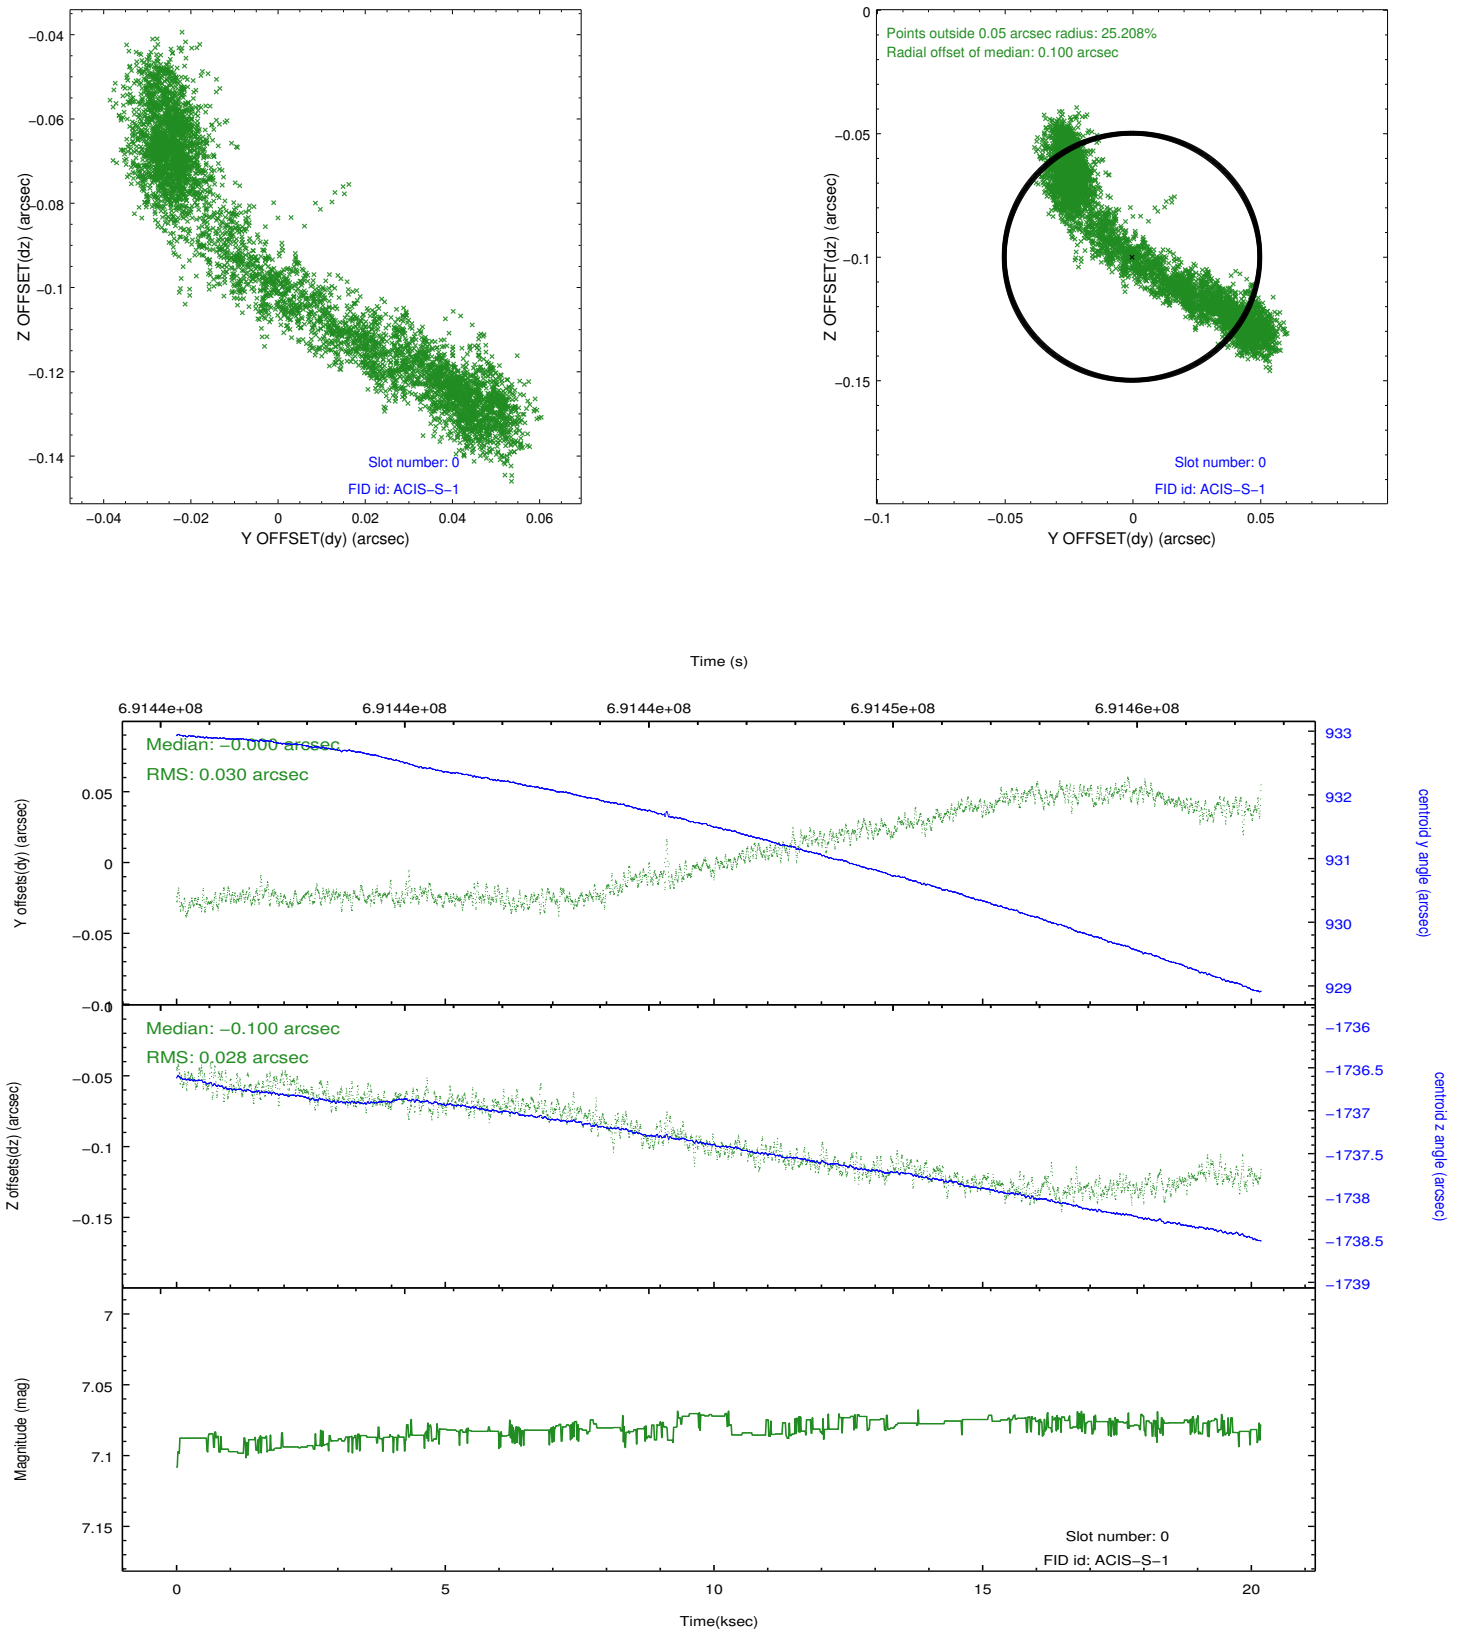 −0.04
−0.06
−0.08
−0.1
−0.12
−0.14
Z OFFSET(dz) (arcsec)
Slot number: 0
FID id: ACIS−S−1
−0.04 −0.02 0 0.02 0.04 0.06
Y OFFSET(dy) (arcsec)
0
−0.05
−0.1
−0.15
Z OFFSET(dz) (arcsec)
Points outside 0.05 arcsec radius: 25.208%
Radial offset of median: 0.100 arcsec
Slot number: 0
FID id: ACIS−S−1
−0.1 −0.05 0 0.05
Y OFFSET(dy) (arcsec)
Time (s)
6.9144e+08 6.9144e+08 6.9144e+08 6.9145e+08 6.9146e+08
Median: −0.000 arcsec
RMS: 0.030 arcsec
0.05
0
−0.05
−0.1
Y offsets(dy) (arcsec)
933
932
931
930
929
centroid y angle (arcsec)
0
Median: −0.100 arcsec
RMS: 0.028 arcsec
−0.05
−0.1
−0.15
Z offsets(dz) (arcsec)
−1736
−1736.5
−1737
−1737.5
−1738
−1738.5
−1739
centroid z angle (arcsec)
7
7.05
7.1
7.15
Magnitude (mag)
Slot number: 0
FID id: ACIS−S−1
0 5 10 15 20
Time(ksec)